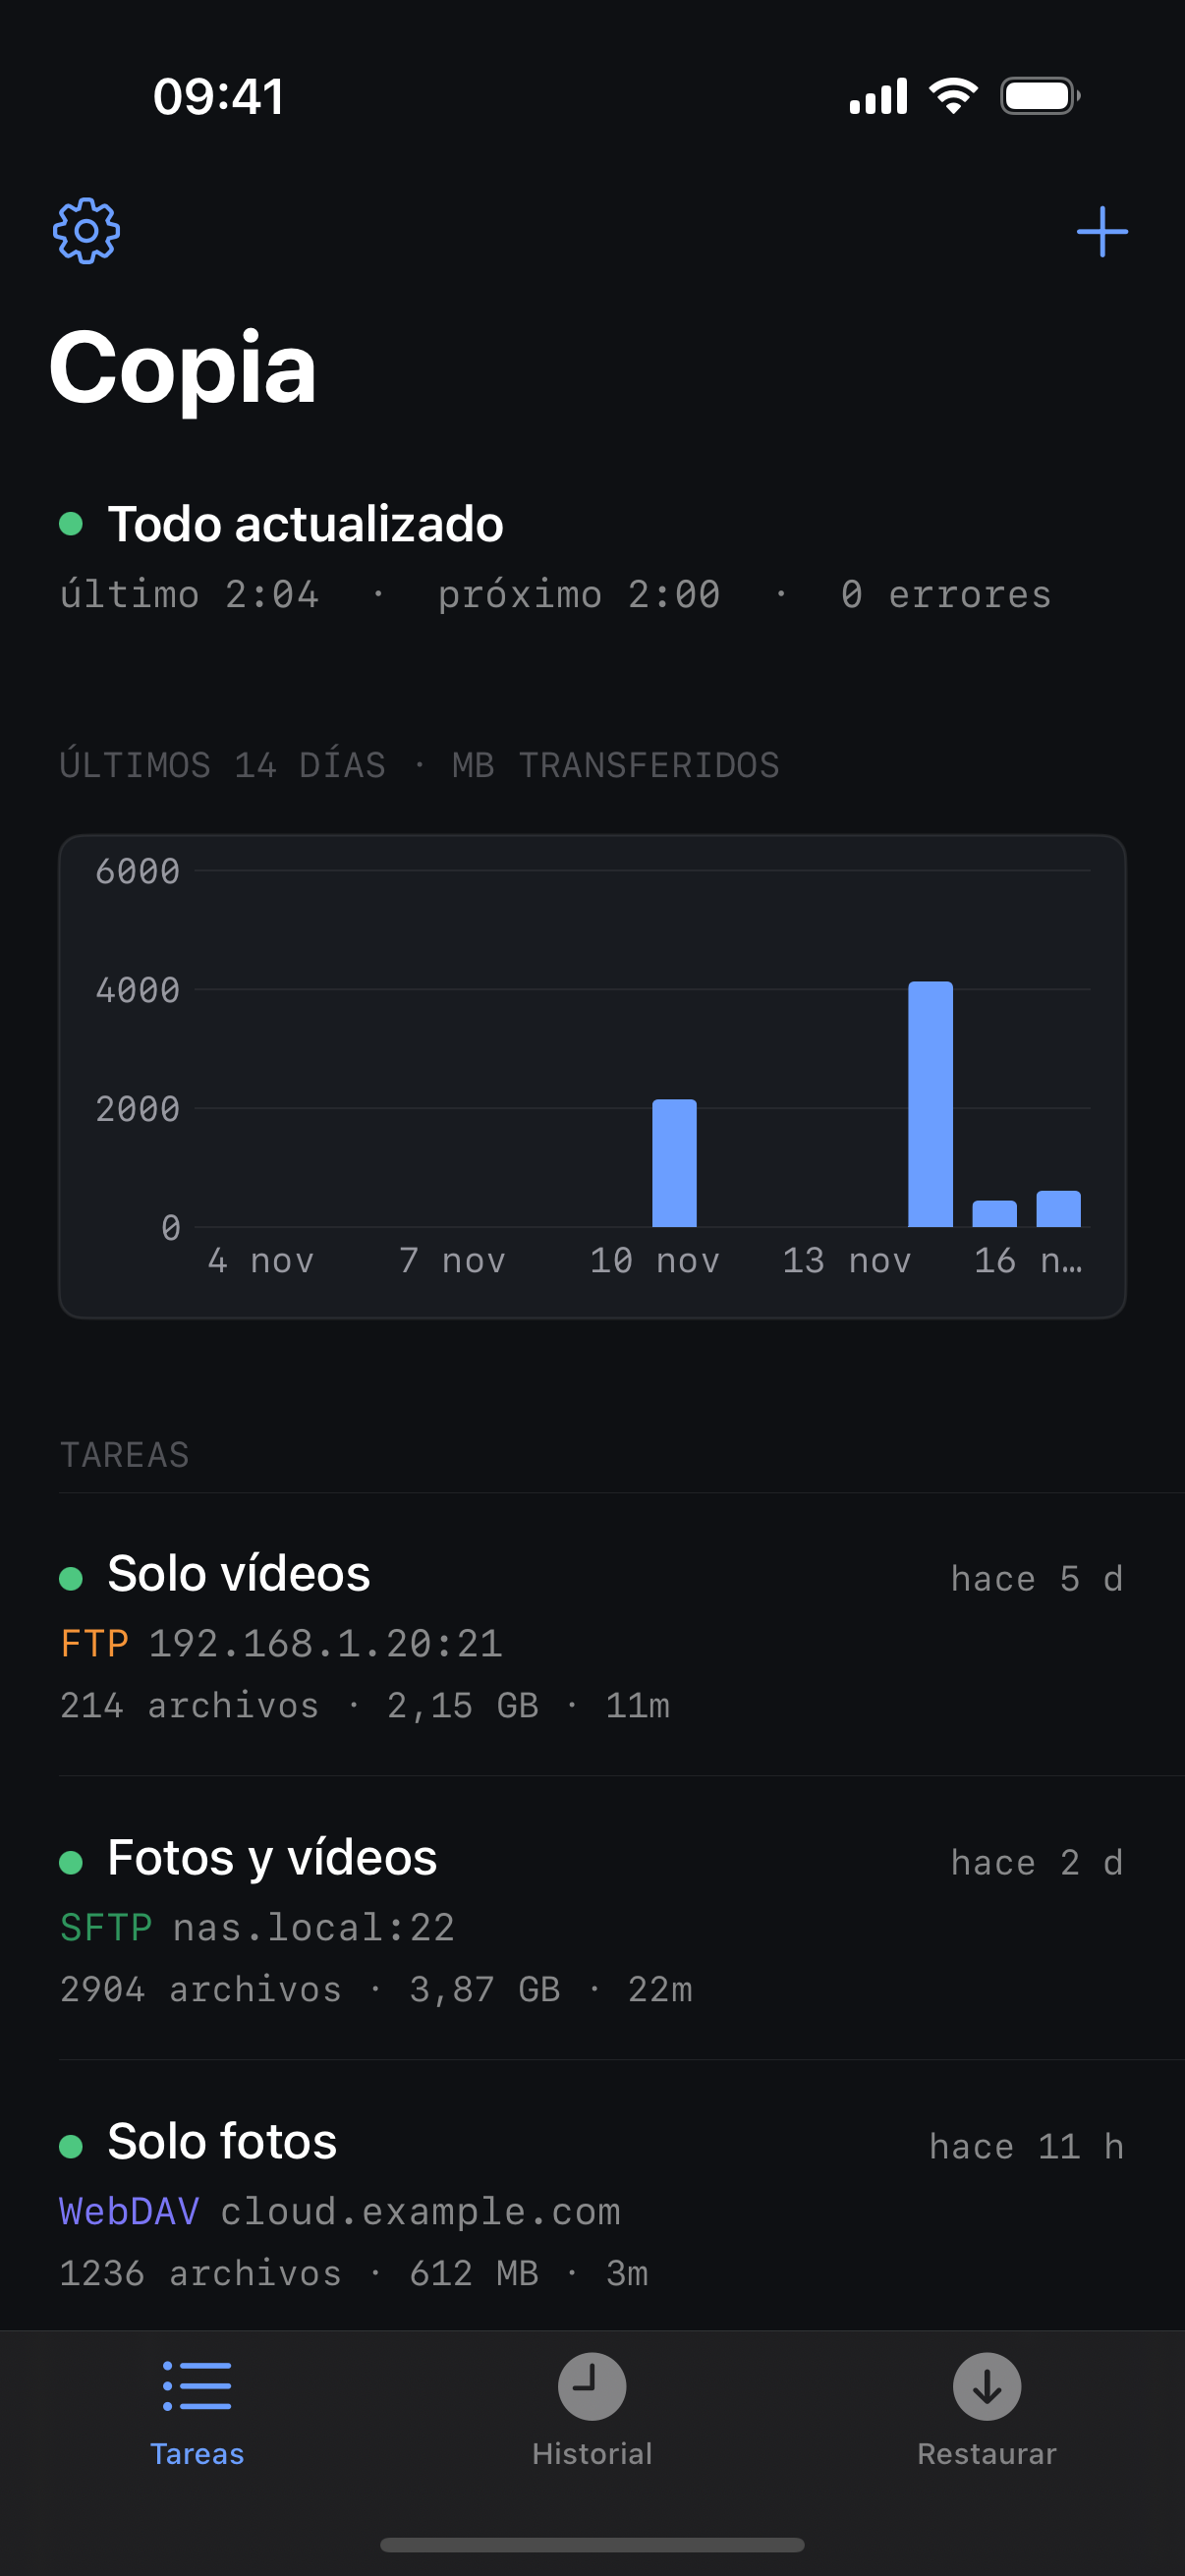 09:41
Copia
Todo actualizado
último 2:04 · próximo 2:00 · 0 errores
ÚLTIMOS 14 DÍAS · MB TRANSFERIDOS
6000
4000
2000
0
4 nov 7 nov 10 nov 13 nov 16 n…
TAREAS
Solo vídeos hace 5 d
FTP 192.168.1.20:21
214 archivos · 2,15 GB · 11m
Fotos y vídeos hace 2 d
SFTP nas.local:22
2904 archivos · 3,87 GB · 22m
Solo fotos hace 11 h
WebDAV cloud.example.com
1236 archivos · 612 MB · 3m
Tareas Historial Restaurar